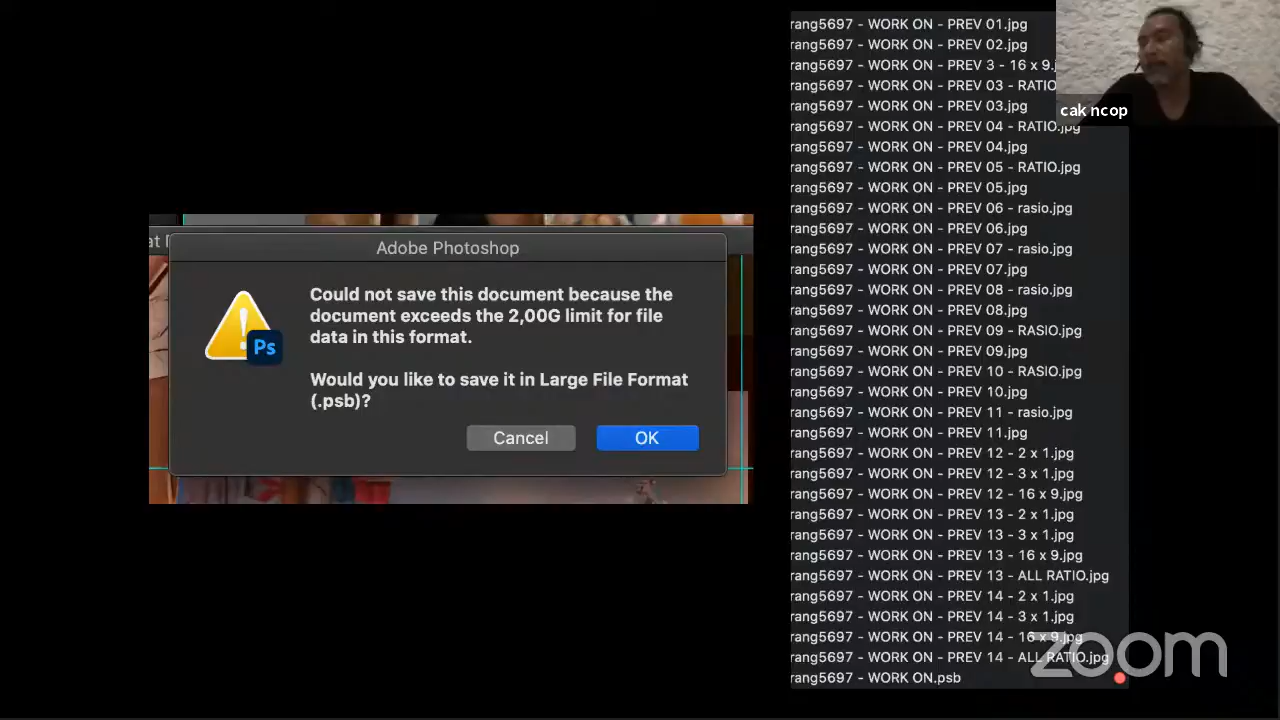 at
Adobe Photoshop
Could not save this document because the
document exceeds the 2,00G limit for file
data in this format.
Would you like to save it in Large File Format
(.psb)?
Ps
Cancel
OK
rang5697 - WORK ON - PREV 01.jpg
rang5697 - WORK ON - PREV 02.jpg
rang5697 - WORK ON - PREV 3 - 16 x 9.j
rang5697 - WORK ON - PREV 03 - RATIO
rang5697 - WORK ON - PREV 03.jpg
rang5697 - WORK ON - PREV 04 - RATIO.jpg
rang5697 - WORK ON - PREV 04.jpg
rang5697 - WORK ON - PREV 05 - RATIO.jpg
rang5697 - WORK ON - PREV 05.jpg
rang5697 - WORK ON - PREV 06 - rasio.jpg
rang5697 - WORK ON - PREV 06.jpg
rang5697 - WORK ON - PREV 07 - rasio.jpg
rang5697 - WORK ON - PREV 07.jpg
rang5697 - WORK ON - PREV 08 - rasio.jpg
rang5697 - WORK ON - PREV 08.jpg
rang5697 - WORK ON - PREV 09 - RASIO.jpg
rang5697 - WORK ON - PREV 09.jpg
rang5697 - WORK ON - PREV 10 - RASIO.jpg
rang5697 - WORK ON - PREV 10.jpg
rang5697 - WORK ON - PREV 11 - rasio.jpg
rang5697 - WORK ON - PREV 11.jpg
rang5697 - WORK ON - PREV 12 - 2 x 1.jpg
rang5697 - WORK ON - PREV 12 - 3 x 1.jpg
rang5697 - WORK ON - PREV 12 - 16 x 9.jpg
rang5697 - WORK ON - PREV 13 - 2 x 1.jpg
rang5697 - WORK ON - PREV 13 - 3 x 1.jpg
rang5697 - WORK ON - PREV 13 - 16 x 9.jpg
rang5697 - WORK ON - PREV 13 - ALL RATIO.jpg
rang5697 - WORK ON - PREV 14 - 2 x 1.jpg
rang5697 - WORK ON - PREV 14 - 3 x 1.jpg
rang5697 - WORK ON - PREV 14 - 16 x 9.jpg
rang5697 - WORK ON - PREV 14 - ALL RATIO.jpg
rang5697 - WORK ON.psb
cak ncop
zoom